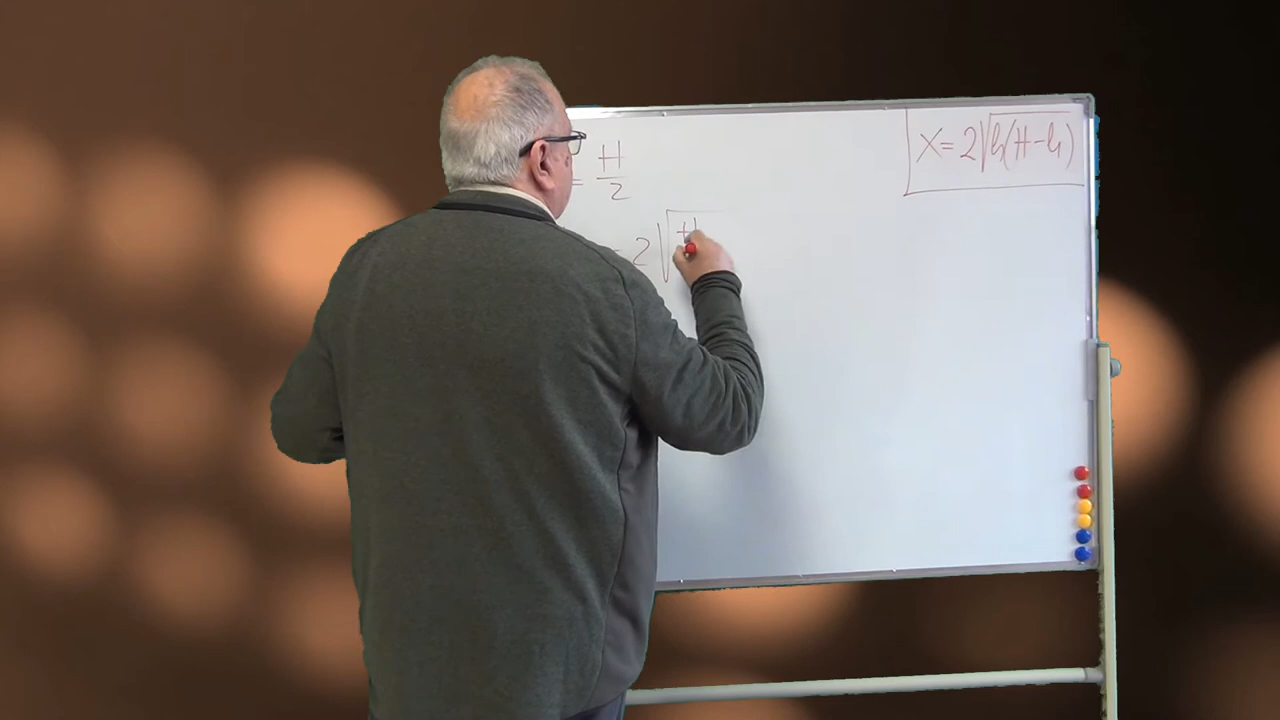 X=2√h(H-h)
= H/2
= 2√H